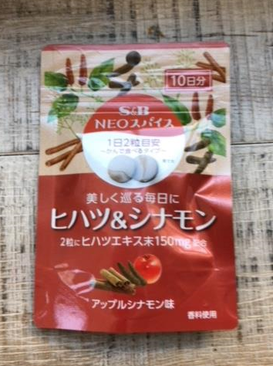 10日分
S&B
NEOスパイス
1日2粒目安
～かんで食べるタイプ～
美しく巡る毎日に
ヒハツ&シナモン
2粒にヒハツエキス末150mg配合
アップルシナモン味
香料使用